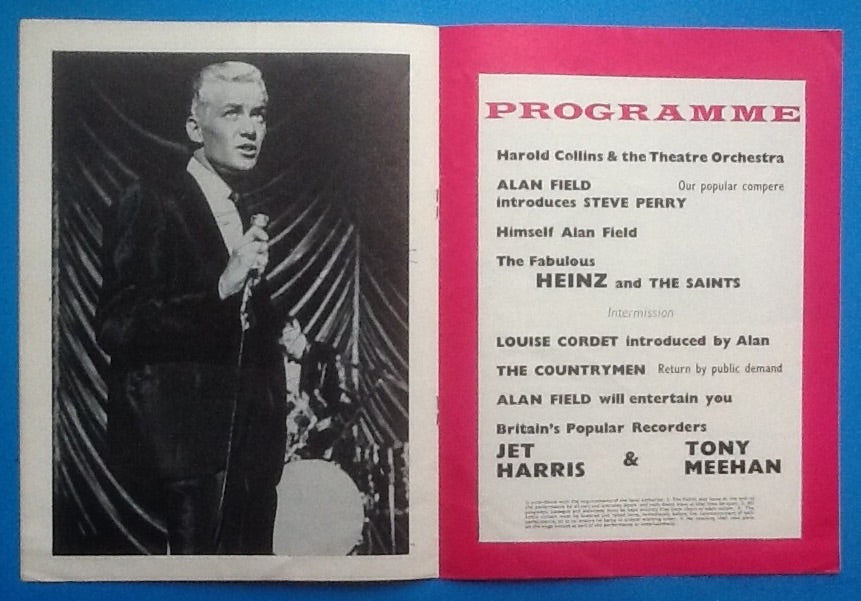 PROGRAMME
Harold Collins & the Theatre Orchestra
ALAN FIELD Our popular compere
introduces STEVE PERRY
Himself Alan Field
The Fabulous
HEINZ and THE SAINTS
Intermission
LOUISE CORDET introduced by Alan
THE COUNTRYMEN Return by public demand
ALAN FIELD will entertain you
Britain's Popular Recorders
JET HARRIS & TONY MEEHAN